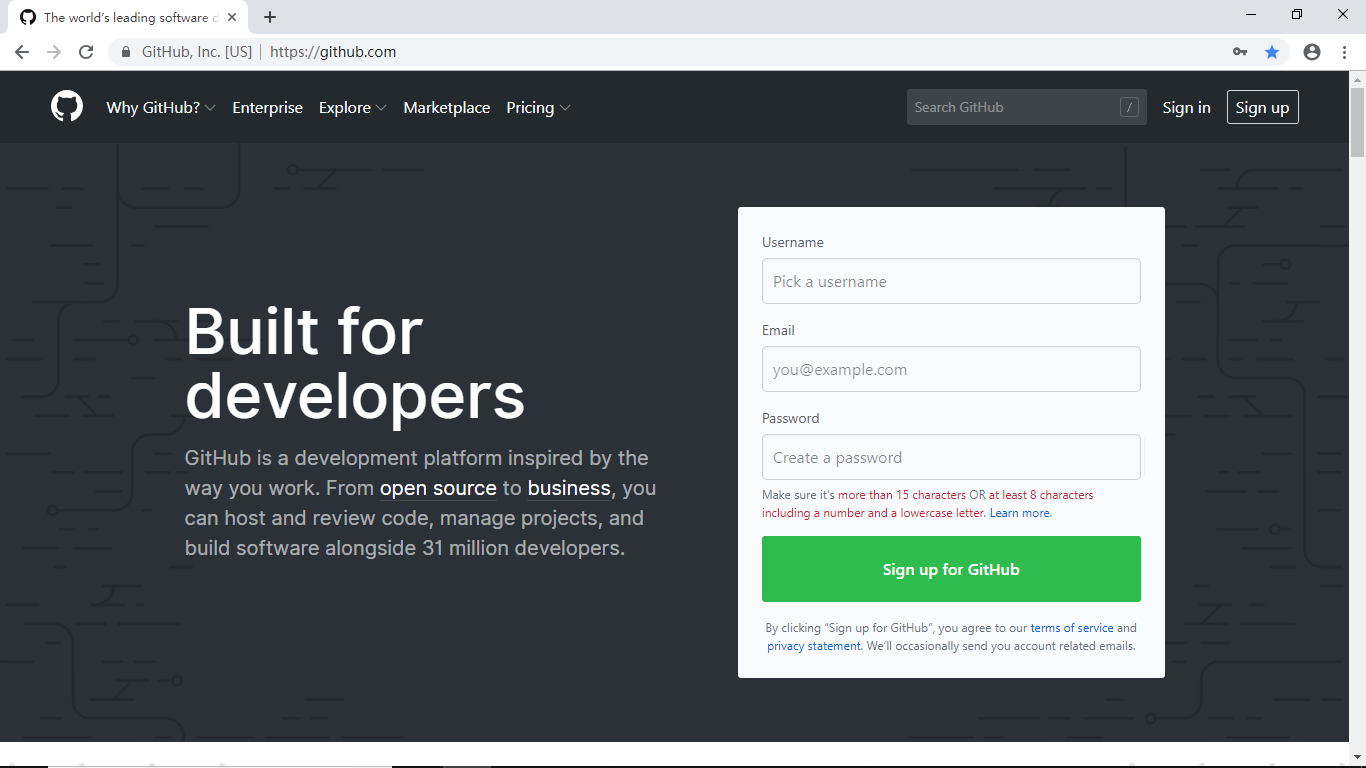 The world's leading software d
GitHub, Inc. [US] | https://github.com
Why GitHub? Enterprise Explore Marketplace Pricing Search GitHub / Sign in Sign up
Built for
developers
GitHub is a development platform inspired by the
way you work. From open source to business, you
can host and review code, manage projects, and
build software alongside 31 million developers.
Username
Pick a username
Email
you@example.com
Password
Create a password
Make sure it's more than 15 characters OR at least 8 characters
including a number and a lowercase letter. Learn more.
Sign up for GitHub
By clicking “Sign up for GitHub”, you agree to our terms of service and
privacy statement. We’ll occasionally send you account related emails.